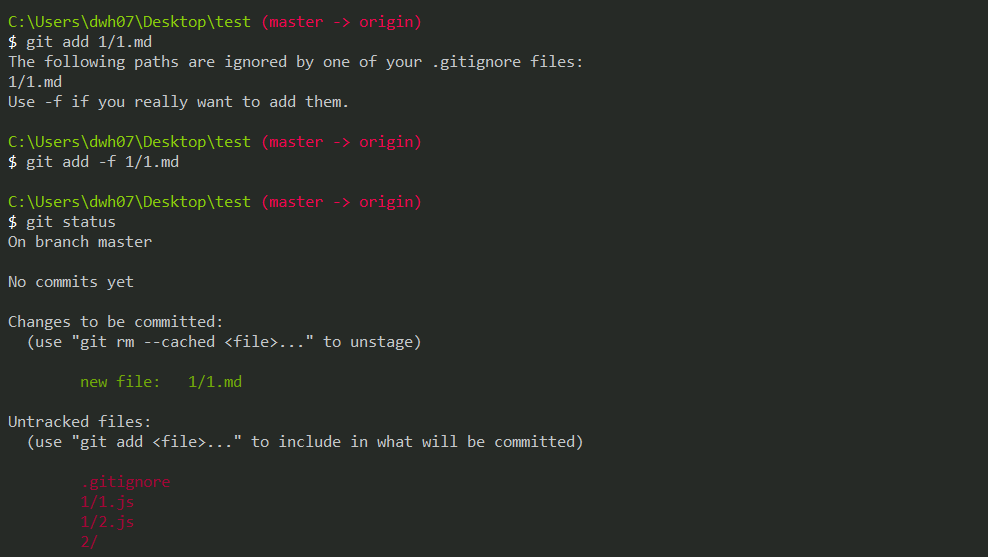 C:\Users\dwh07\Desktop\test (master -> origin)
$ git add 1/1.md
The following paths are ignored by one of your .gitignore files:
1/1.md
Use -f if you really want to add them.
C:\Users\dwh07\Desktop\test (master -> origin)
$ git add -f 1/1.md
C:\Users\dwh07\Desktop\test (master -> origin)
$ git status
On branch master
No commits yet
Changes to be committed:
(use "git rm --cached <file>..." to unstage)
new file: 1/1.md
Untracked files:
(use "git add <file>..." to include in what will be committed)
.gitignore
1/1.js
1/2.js
2/